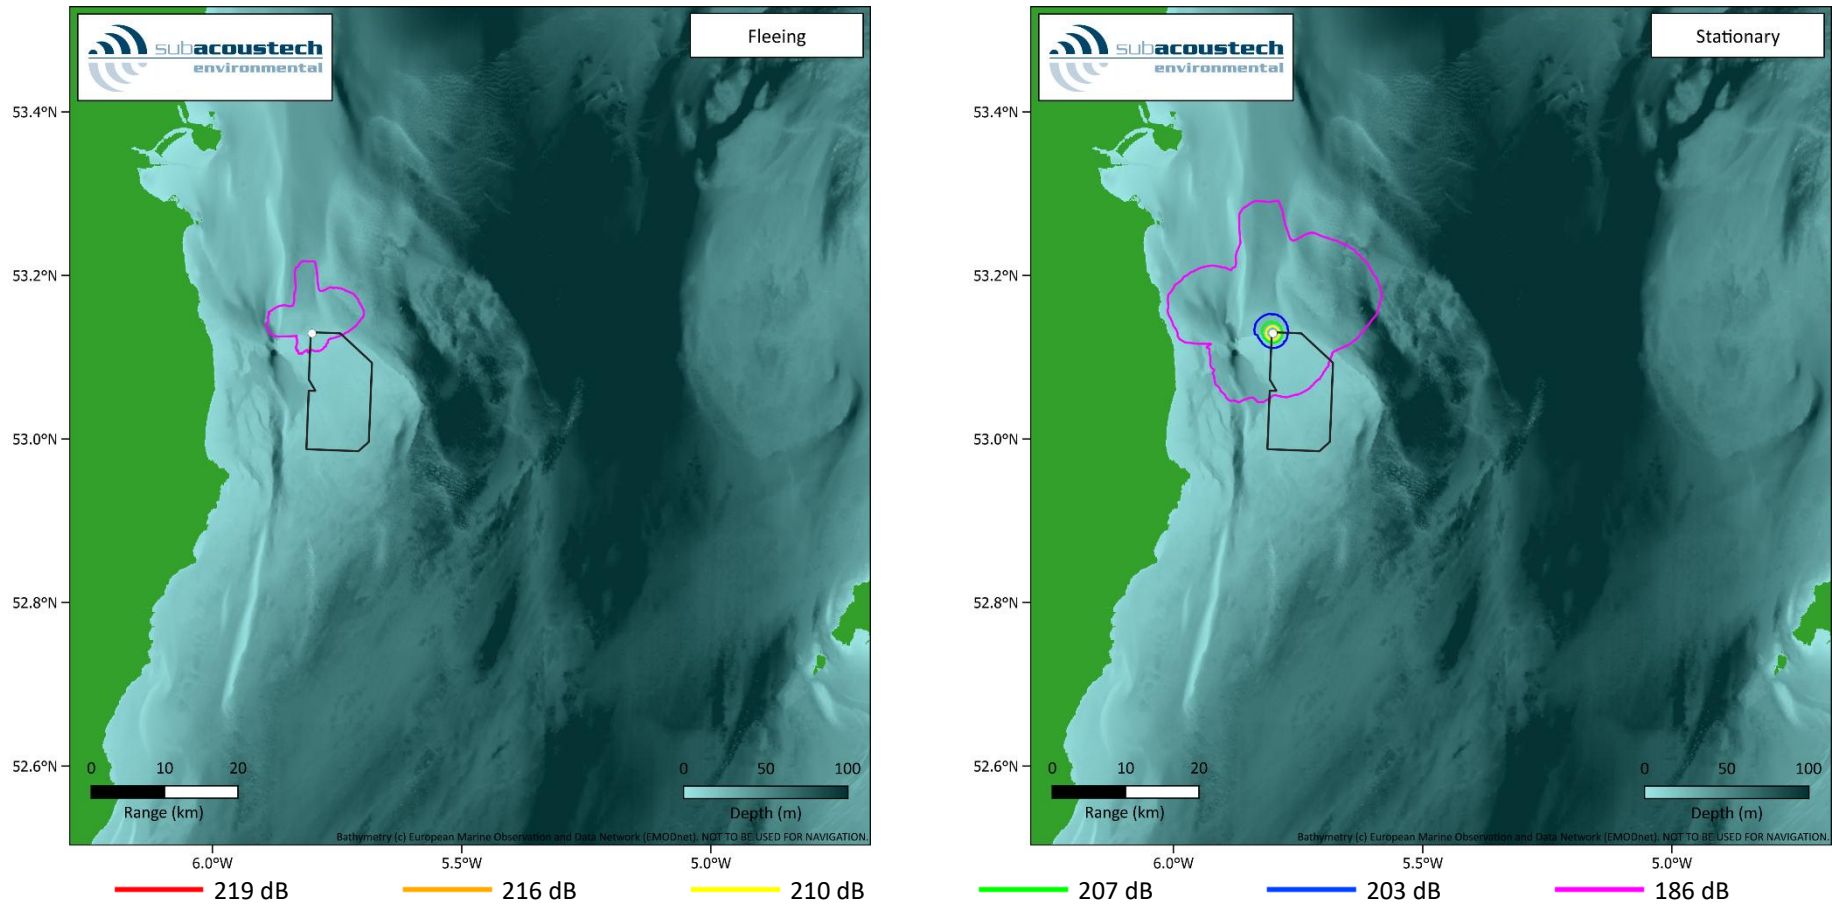 subacoustech
environmental
Fleeing
53.4°N
53.2°N
53.0°N
52.8°N
52.6°N
0 10 20
Range (km)
0 50 100
Depth (m)
Bathymetry (c) European Marine Observation and Data Network (EMODnet). NOT TO BE USED FOR NAVIGATION.
6.0°W 5.5°W 5.0°W
subacoustech
environmental
Stationary
53.4°N
53.2°N
53.0°N
52.8°N
52.6°N
0 10 20
Range (km)
0 50 100
Depth (m)
Bathymetry (c) European Marine Observation and Data Network (EMODnet). NOT TO BE USED FOR NAVIGATION.
6.0°W 5.5°W 5.0°W
219 dB 216 dB 210 dB 207 dB 203 dB 186 dB